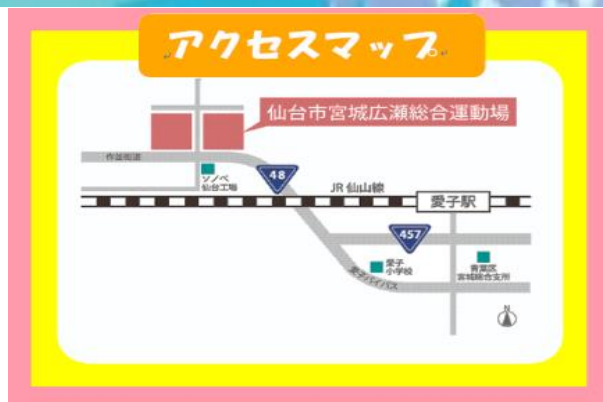 アクセスマップ
仙台市宮城広瀬総合運動場
作並街道
ソノベ
仙台工場
48
JR 仙山線
愛子駅
457
愛子
小学校
愛子バイパス
青葉区
宮城総合支所
N